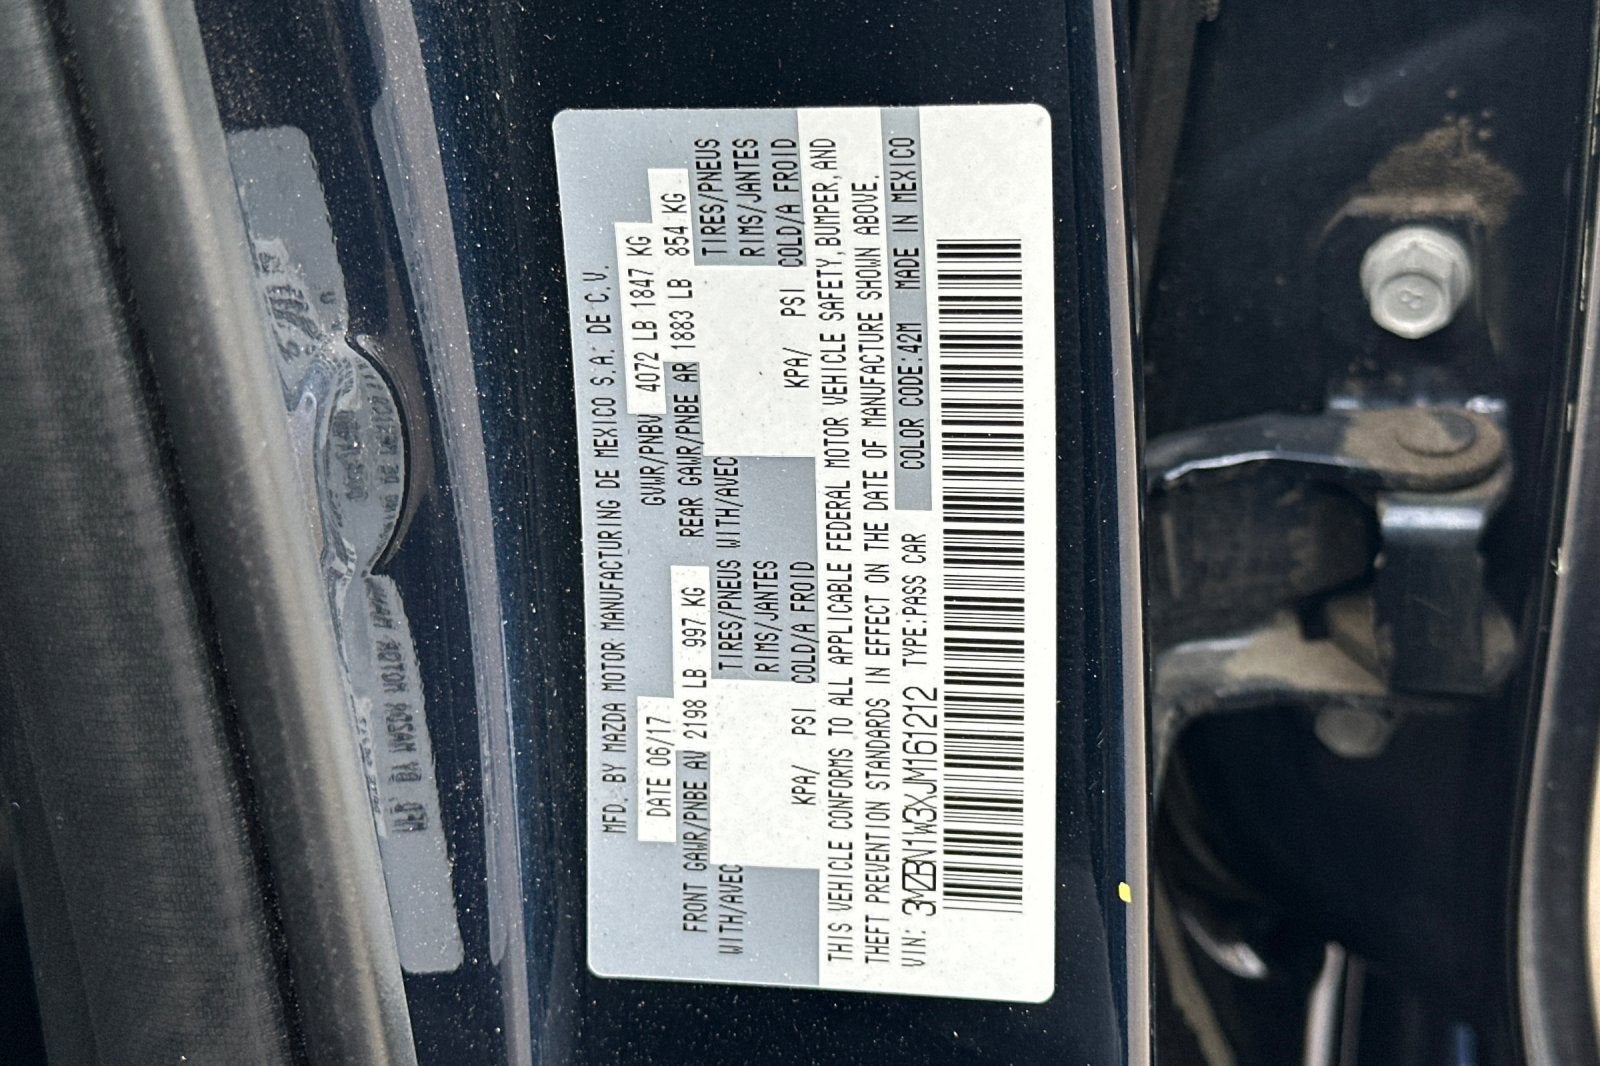 MFD. BY MAZDA MOTOR MANUFACTURING DE MEXICO S.A. DE C.V.
DATE 06/17 GVWR/PNBV 4072 LB 1847 KG
FRONT GAWR/PNBE AV 2198 LB 997 KG REAR GAWR/PNBE AR 1883 LB 854 KG
WITH/AVEC TIRES/PNEUS WITH/AVEC TIRES/PNEUS
RIMS/JANTES RIMS/JANTES
KPA/ PSI COLD/A FROID KPA/ PSI COLD/A FROID
THIS VEHICLE CONFORMS TO ALL APPLICABLE FEDERAL MOTOR VEHICLE SAFETY, BUMPER, AND
THEFT PREVENTION STANDARDS IN EFFECT ON THE DATE OF MANUFACTURE SHOWN ABOVE.
VIN: 3MZBN1W3XJM161212 TYPE:PASS CAR COLOR CODE:42M MADE IN MEXICO
8